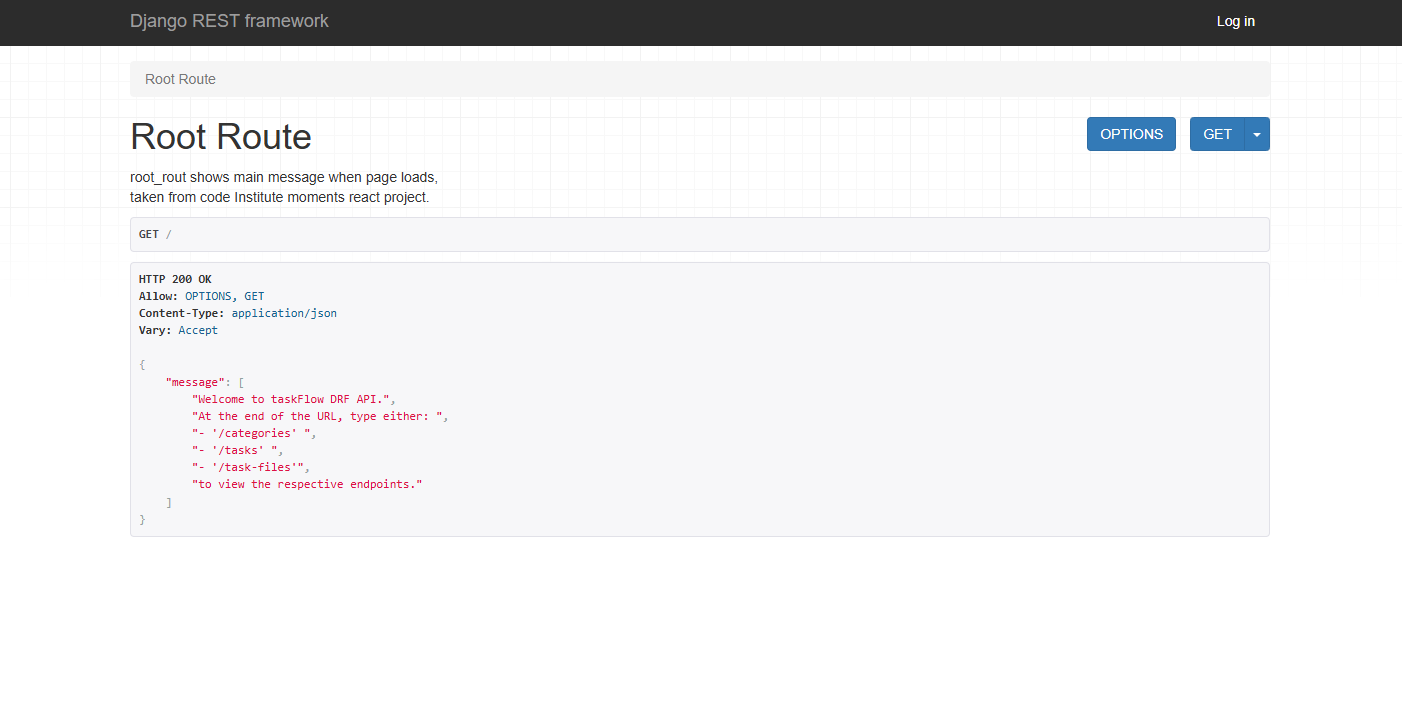 Django REST framework
Log in
Root Route
Root Route
OPTIONS
GET
root_rout shows main message when page loads,
taken from code Institute moments react project.
GET /
HTTP 200 OK
Allow: OPTIONS, GET
Content-Type: application/json
Vary: Accept
{
    "message": [
        "Welcome to taskFlow DRF API.",
        "At the end of the URL, type either: ",
        "- '/categories' ",
        "- '/tasks' ",
        "- '/task-files'",
        "to view the respective endpoints."
    ]
}